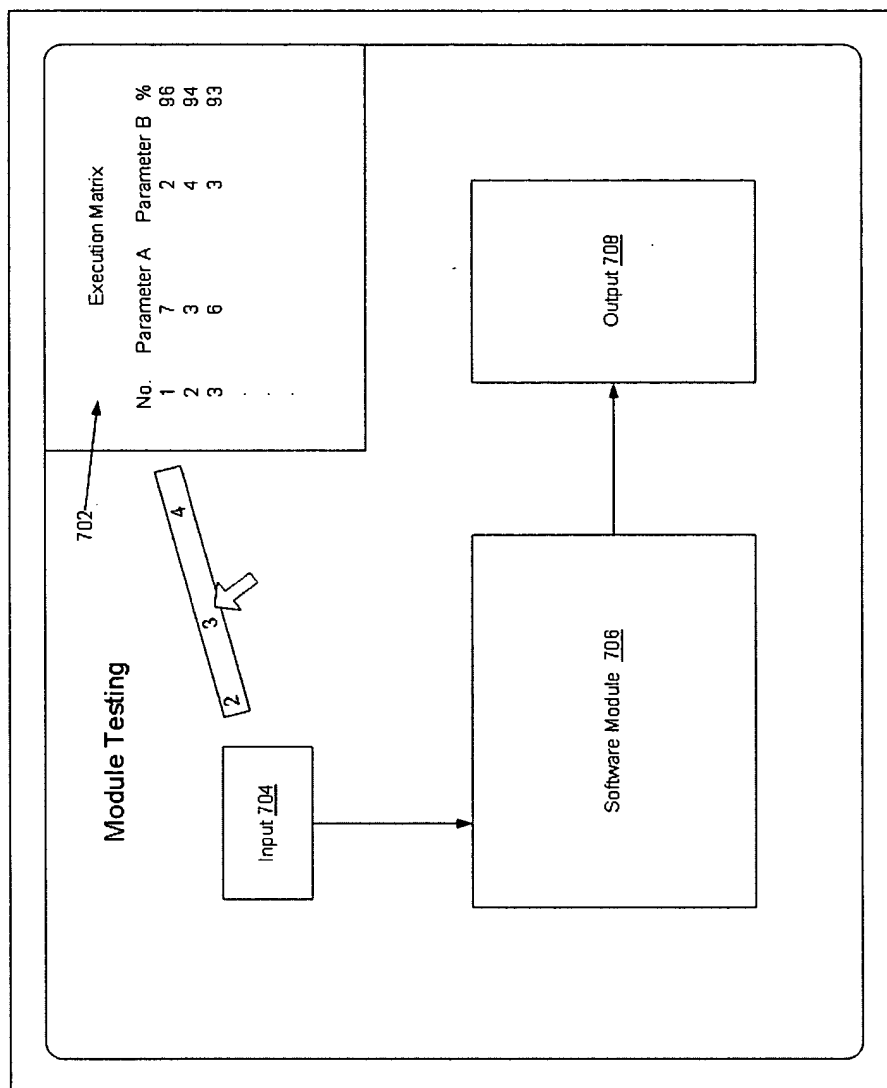 Module Testing
702
Execution Matrix
No. Parameter A Parameter B %
1 7 2 96
2 3 4 94
3 6 3 93
2 3 4
Input 704
Software Module 706
Output 708